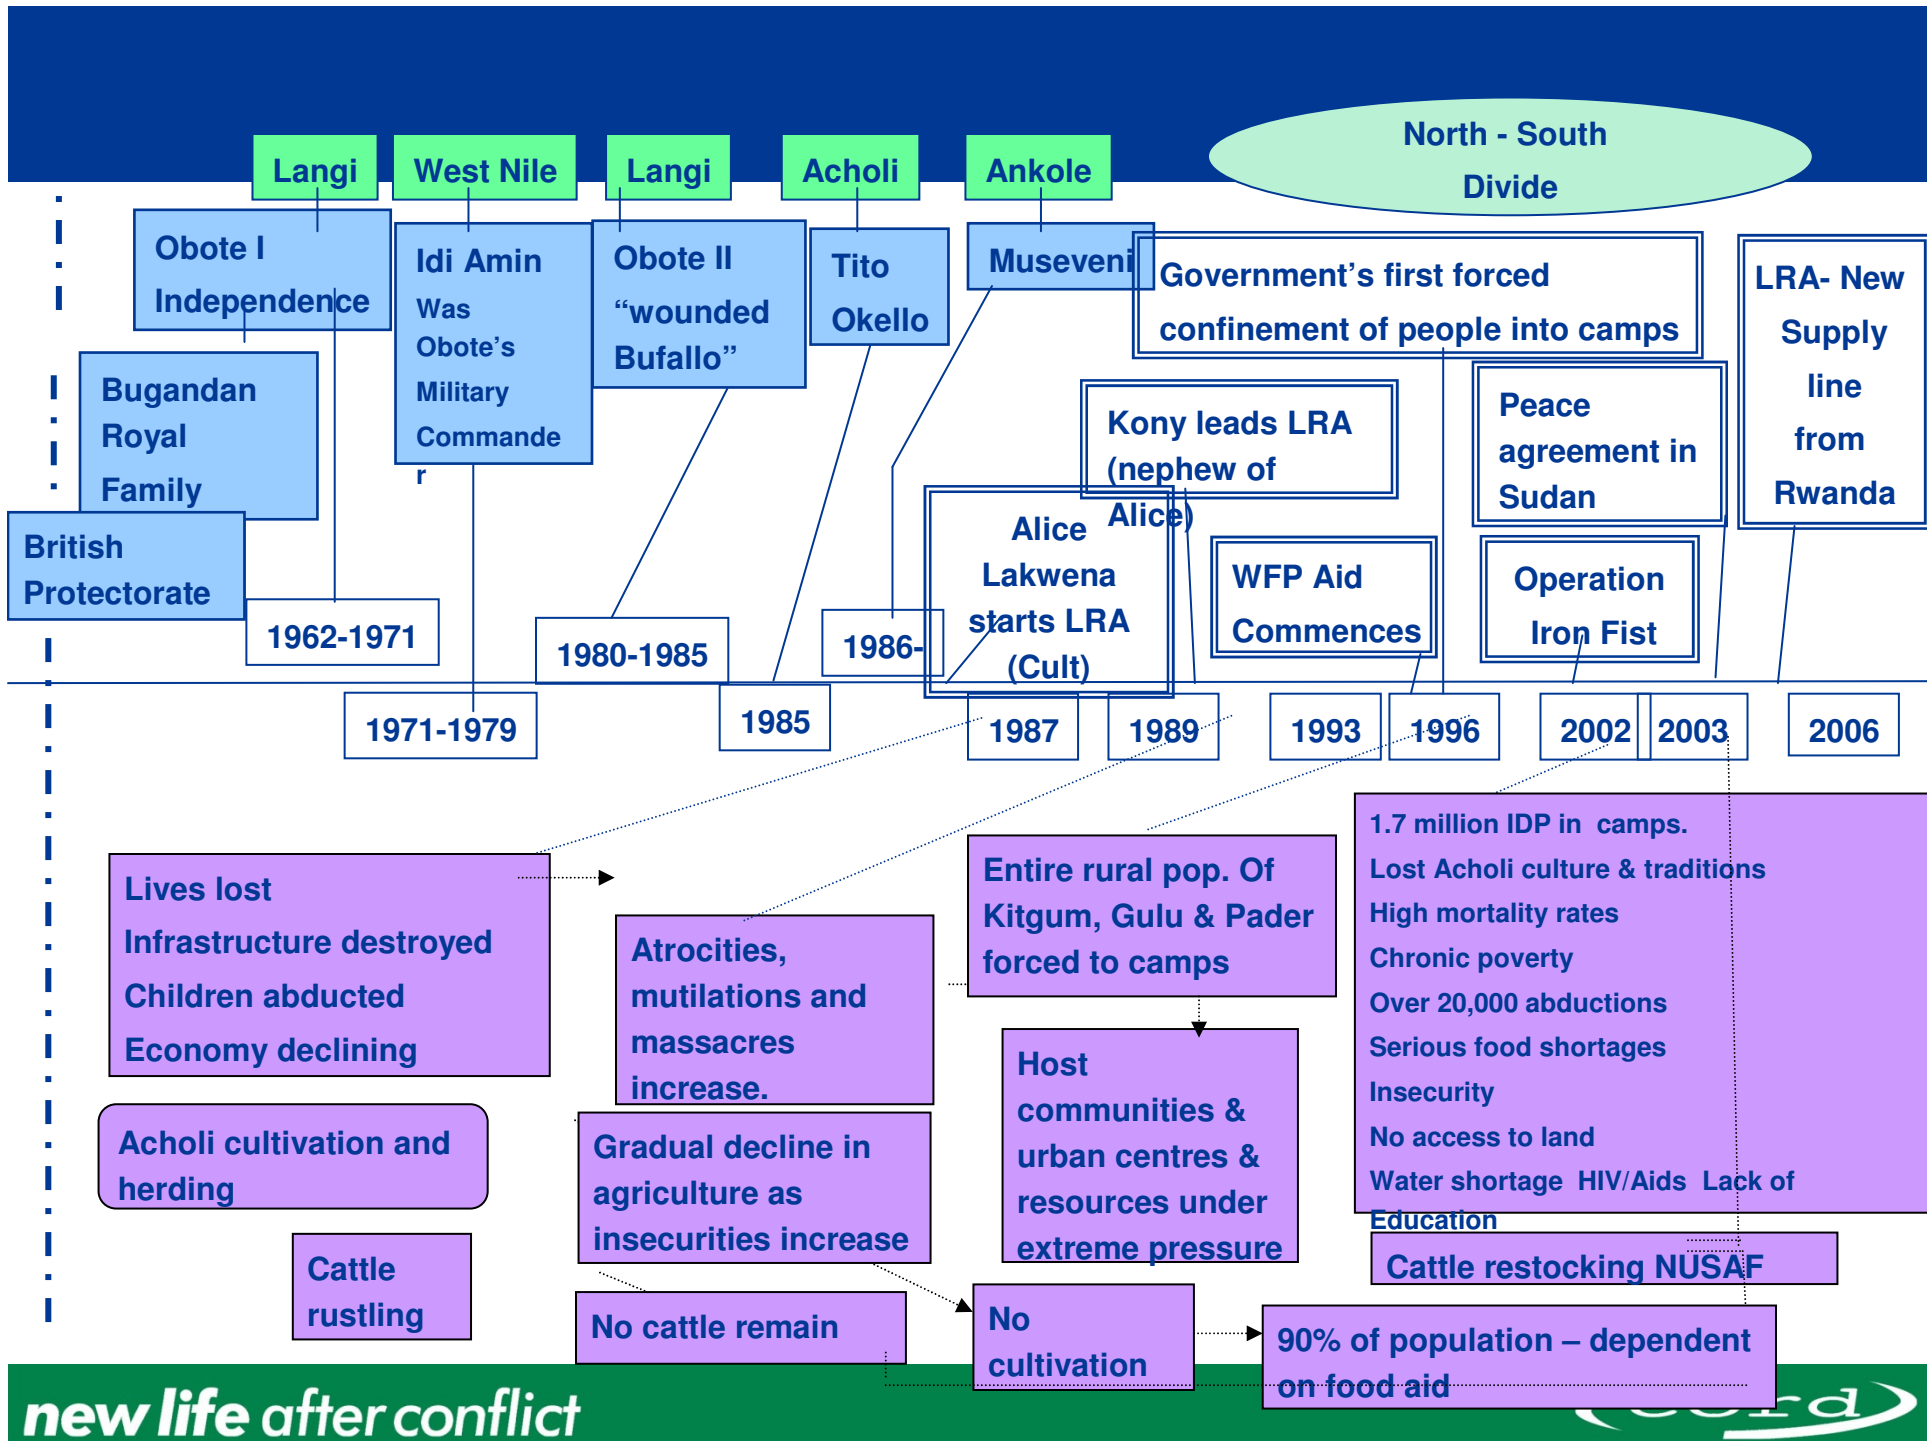 North - South
Divide
Langi
West Nile
Langi
Acholi
Ankole
Obote I
Independence
Idi Amin
Was
Obote’s
Military
Commande
r
Obote II
“wounded
Bufallo”
Tito
Okello
Museveni
Government’s first forced
confinement of people into camps
LRA- New
Supply
line
from
Rwanda
Bugandan
Royal
Family
Kony leads LRA
(nephew of
Alice)
Peace
agreement in
Sudan
British
Protectorate
Alice
Lakwena
starts LRA
(Cult)
WFP Aid
Commences
Operation
Iron Fist
1962-1971
1980-1985
1986-
1971-1979
1985
1987
1989
1993
1996
2002
2003
2006
Lives lost
Infrastructure destroyed
Children abducted
Economy declining
Atrocities,
mutilations and
massacres
increase.
Entire rural pop. Of
Kitgum, Gulu & Pader
forced to camps
1.7 million IDP in  camps.
Lost Acholi culture & traditions
High mortality rates
Chronic poverty
Over 20,000 abductions
Serious food shortages
Insecurity
No access to land
Water shortage  HIV/Aids  Lack of
Education
Host
communities &
urban centres &
resources under
extreme pressure
Acholi cultivation and
herding
Gradual decline in
agriculture as
insecurities increase
Cattle
rustling
No cattle remain
No
cultivation
Cattle restocking NUSAF
90% of population – dependent
on food aid
new life after conflict
cord